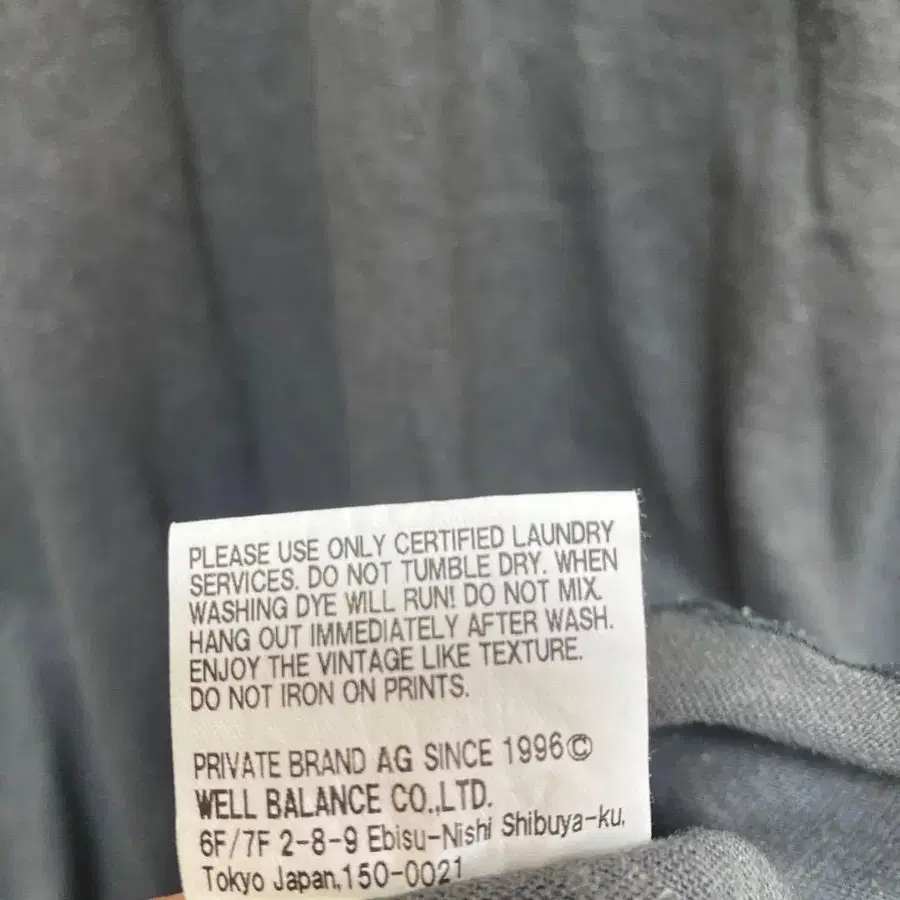 PLEASE USE ONLY CERTIFIED LAUNDRY
SERVICES. DO NOT TUMBLE DRY. WHEN
WASHING DYE WILL RUN! DO NOT MIX.
HANG OUT IMMEDIATELY AFTER WASH.
ENJOY THE VINTAGE LIKE TEXTURE.
DO NOT IRON ON PRINTS.
PRIVATE BRAND AG SINCE 1996©
WELL BALANCE CO.,LTD.
6F/7F 2-8-9 Ebisu-Nishi Shibuya-ku,
Tokyo Japan,150-0021